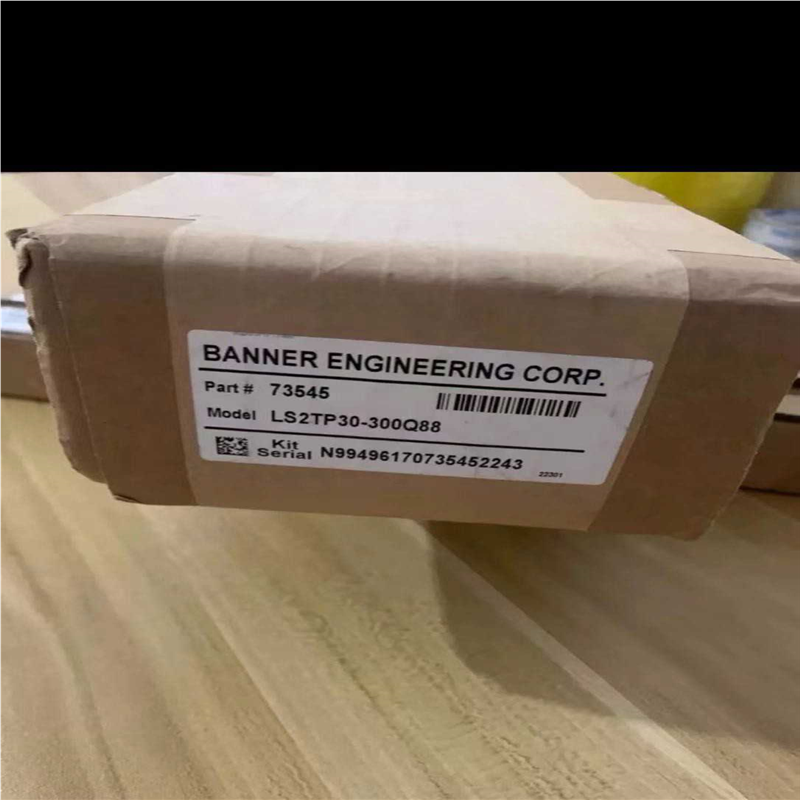 BANNER ENGINEERING CORP.
Part # 73545
Model LS2TP30-300Q88
Kit
Serial N99496170735452243
22301